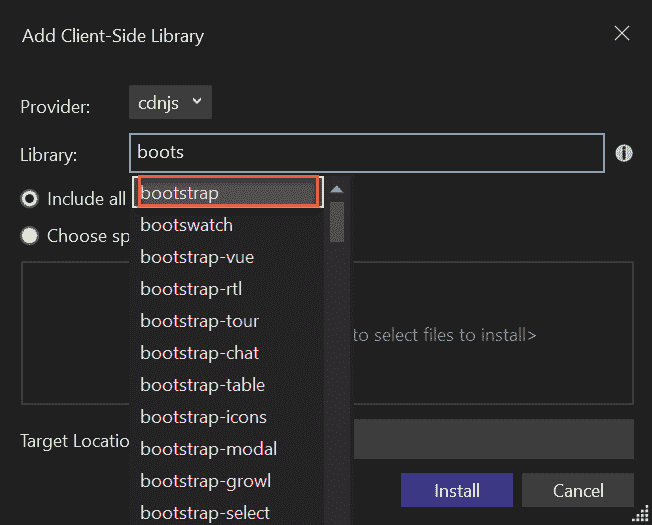 Add Client-Side Library
Provider:
cdnjs
Library:
boots
Include all
bootstrap
Choose sp
bootswatch
bootstrap-vue
bootstrap-rtl
bootstrap-tour
to select files to install>
bootstrap-chat
bootstrap-table
bootstrap-icons
Target Locatio
bootstrap-modal
bootstrap-growl
bootstrap-select
Install
Cancel